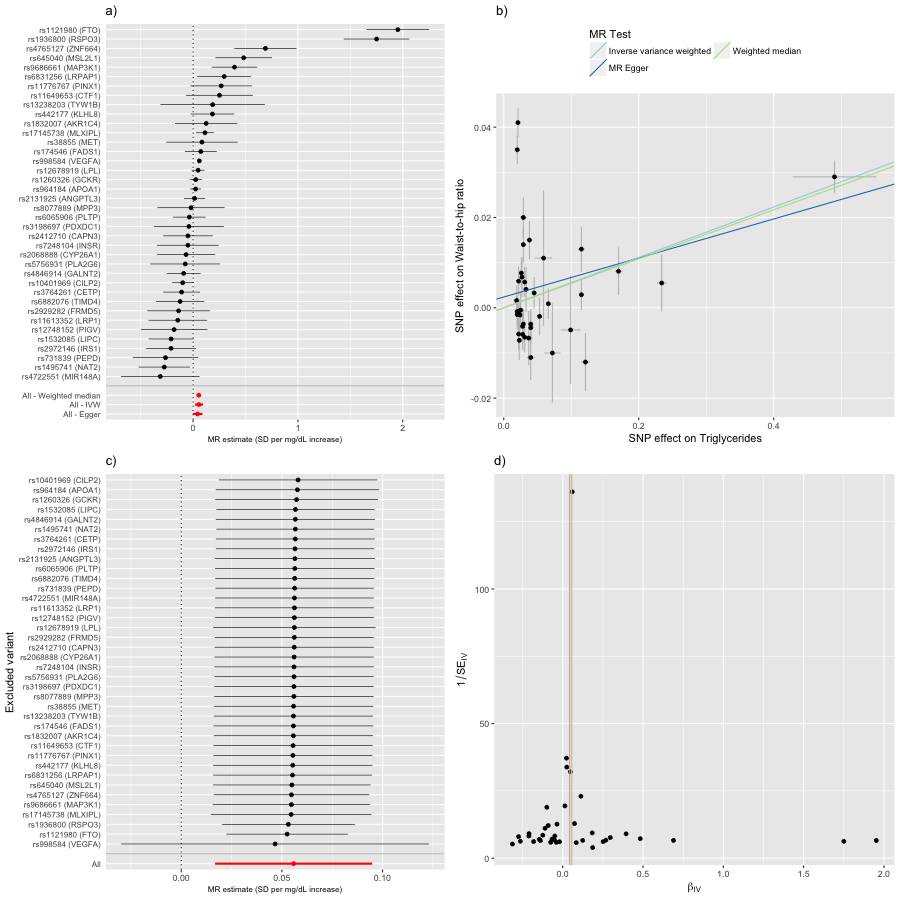 a)
rs1121980 (FTO)
rs1936800 (RSPO3)
rs4765127 (ZNF664)
rs645040 (MSL2L1)
rs9686661 (MAP3K1)
rs6831256 (LRPAP1)
rs11776767 (PINX1)
rs11649653 (CTF1)
rs13238203 (TYW1B)
rs442177 (KLHL8)
rs1832007 (AKR1C4)
rs17145738 (MLXIPL)
rs38855 (MET)
rs174546 (FADS1)
rs998584 (VEGFA)
rs12678919 (LPL)
rs1260326 (GCKR)
rs964184 (APOA1)
rs2131925 (ANGPTL3)
rs8077889 (MPP3)
rs6065906 (PLTP)
rs3198697 (PDXDC1)
rs2412710 (CAPN3)
rs7248104 (INSR)
rs2068888 (CYP26A1)
rs5756931 (PLA2G6)
rs4846914 (GALNT2)
rs10401969 (CILP2)
rs3764261 (CETP)
rs6882076 (TIMD4)
rs2929282 (FRMD5)
rs11613352 (LRP1)
rs12748152 (PIGV)
rs1532085 (LIPC)
rs2972146 (IRS1)
rs731839 (PEPD)
rs1495741 (NAT2)
rs4722551 (MIR148A)
All - Weighted median
All - IVW
All - Egger
0 1 2
MR estimate (SD per mg/dL increase)
b)
MR Test
Inverse variance weighted
Weighted median
MR Egger
SNP effect on Waist-to-hip ratio
0.04
0.02
0.00
-0.02
0.0 0.2 0.4
SNP effect on Triglycerides
c)
Excluded variant
rs10401969 (CILP2)
rs964184 (APOA1)
rs1260326 (GCKR)
rs1532085 (LIPC)
rs4846914 (GALNT2)
rs1495741 (NAT2)
rs3764261 (CETP)
rs2972146 (IRS1)
rs2131925 (ANGPTL3)
rs6065906 (PLTP)
rs6882076 (TIMD4)
rs731839 (PEPD)
rs4722551 (MIR148A)
rs11613352 (LRP1)
rs12748152 (PIGV)
rs12678919 (LPL)
rs2929282 (FRMD5)
rs2412710 (CAPN3)
rs2068888 (CYP26A1)
rs7248104 (INSR)
rs5756931 (PLA2G6)
rs3198697 (PDXDC1)
rs8077889 (MPP3)
rs38855 (MET)
rs13238203 (TYW1B)
rs174546 (FADS1)
rs1832007 (AKR1C4)
rs11649653 (CTF1)
rs11776767 (PINX1)
rs442177 (KLHL8)
rs6831256 (LRPAP1)
rs645040 (MSL2L1)
rs4765127 (ZNF664)
rs9686661 (MAP3K1)
rs17145738 (MLXIPL)
rs1936800 (RSPO3)
rs1121980 (FTO)
rs998584 (VEGFA)
All
0.00 0.05 0.10
MR estimate (SD per mg/dL increase)
d)
1/SE_IV
100
50
0
0.0 0.5 1.0 1.5 2.0
β_IV